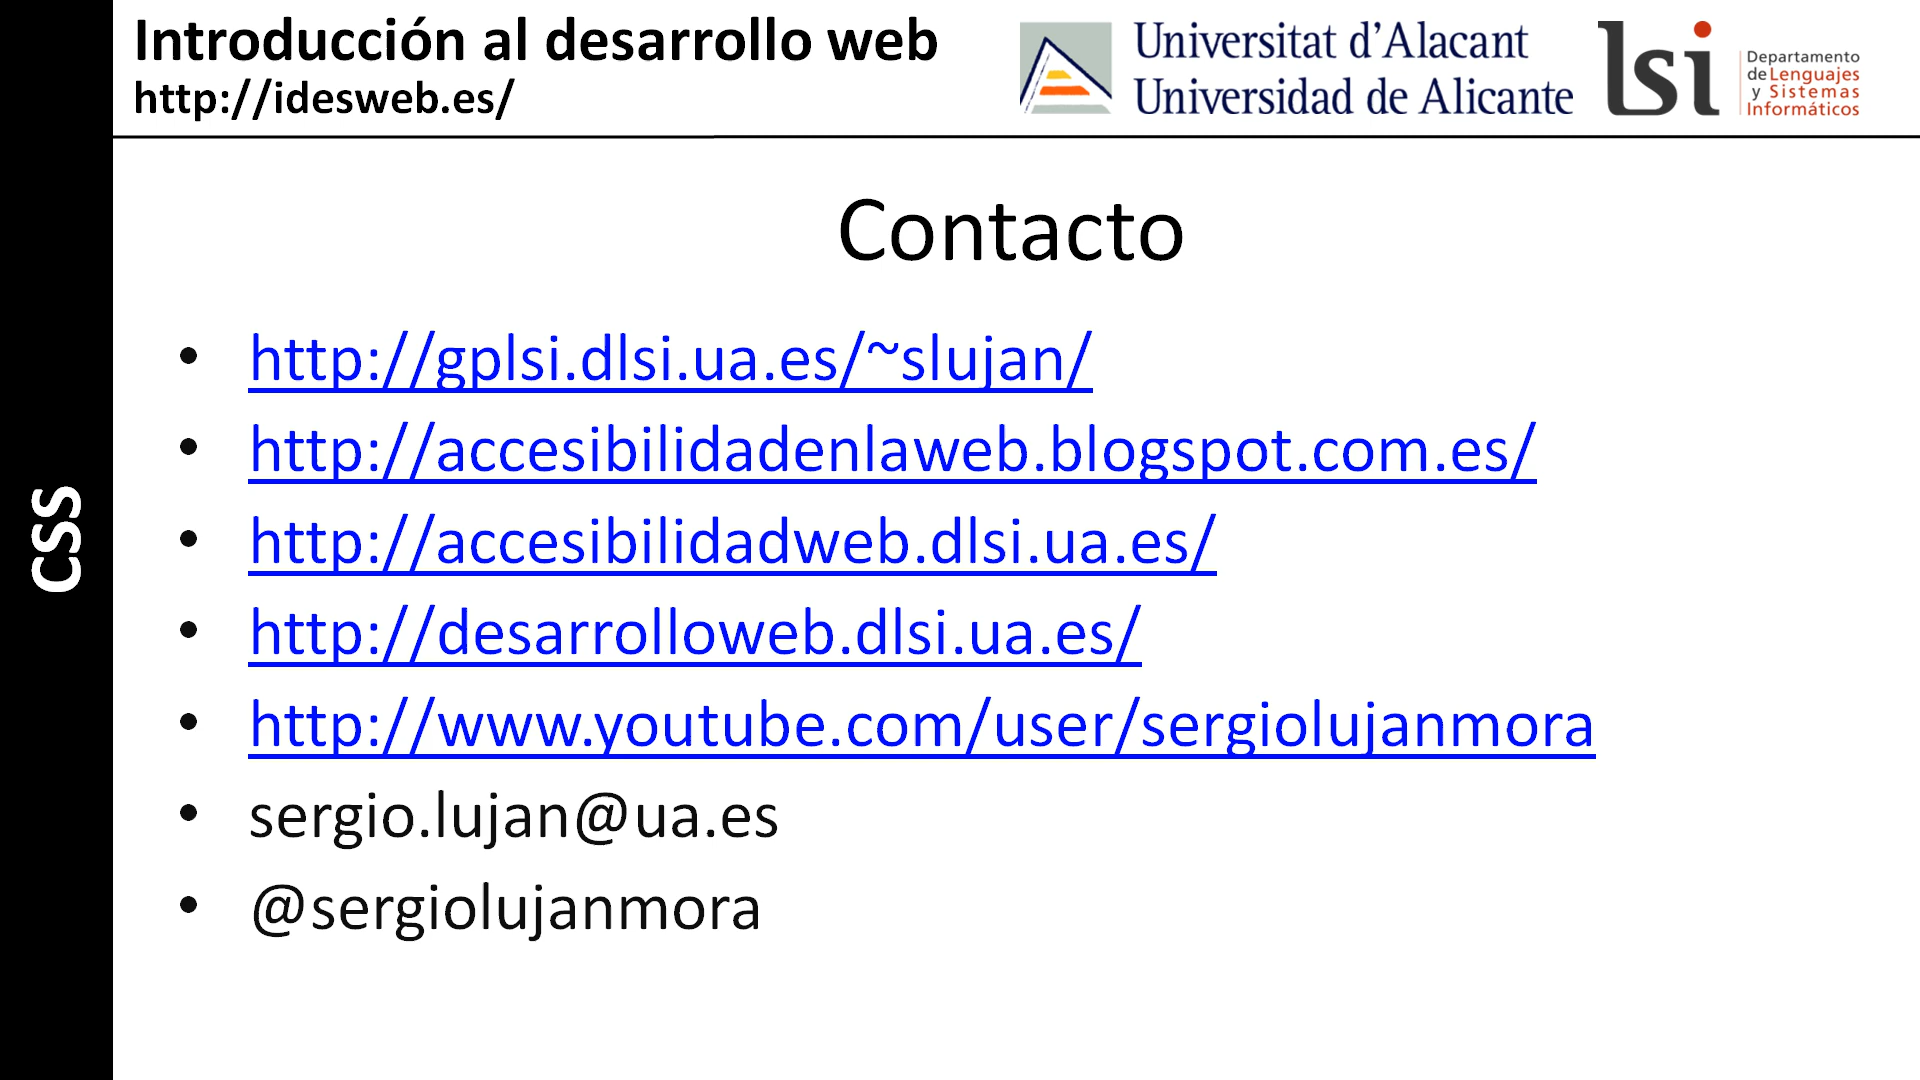 Introducción al desarrollo web
http://idesweb.es/
Universitat d’Alacant
Universidad de Alicante
lsi
Departamento
de Lenguajes
y Sistemas
Informáticos
CSS
Contacto
• http://gplsi.dlsi.ua.es/~slujan/
• http://accesibilidadenlaweb.blogspot.com.es/
• http://accesibilidadweb.dlsi.ua.es/
• http://desarrolloweb.dlsi.ua.es/
• http://www.youtube.com/user/sergiolujanmora
• sergio.lujan@ua.es
• @sergiolujanmora